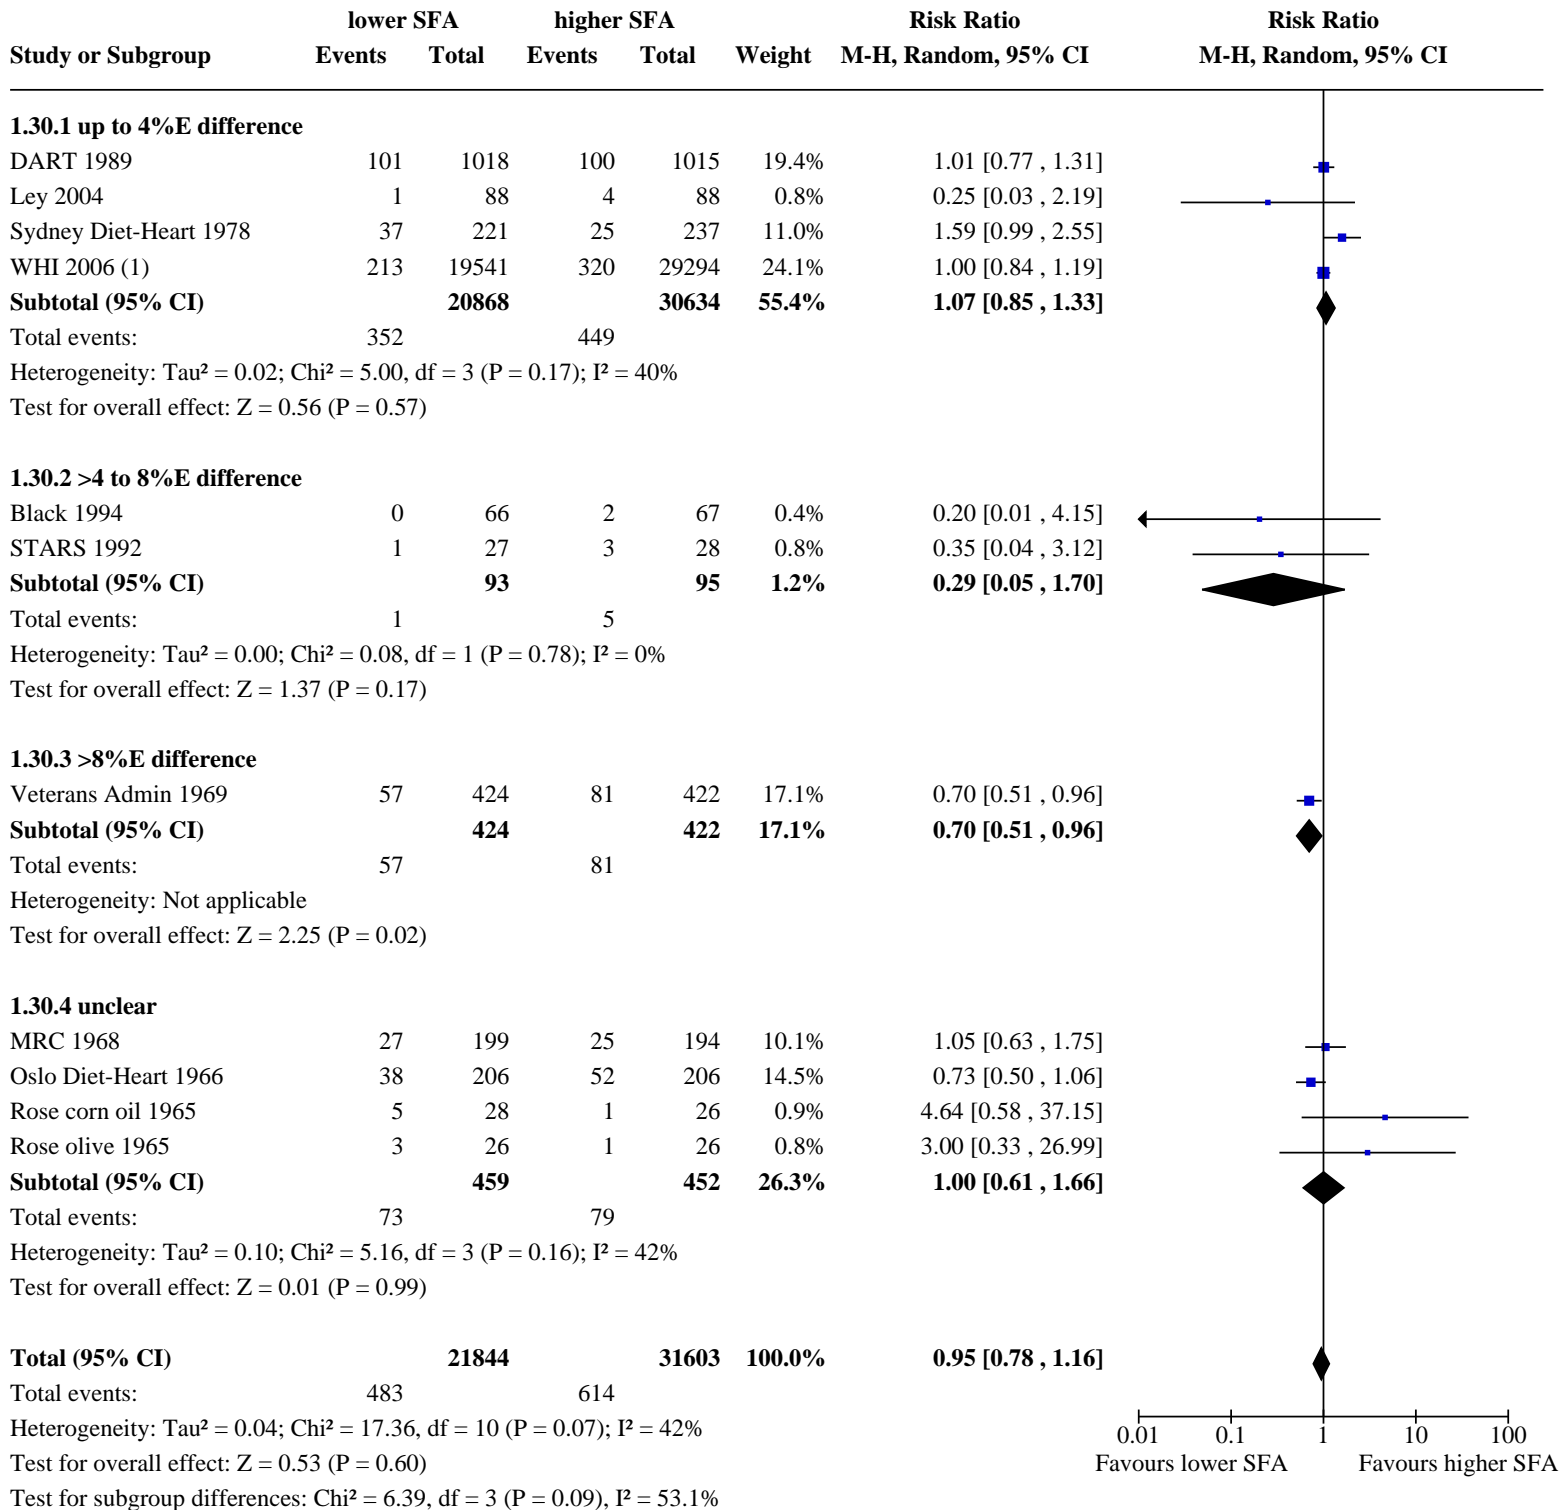 lower SFA higher SFA Risk Ratio Risk Ratio
Study or Subgroup Events Total Events Total Weight M-H, Random, 95% CI M-H, Random, 95% CI
1.30.1 up to 4%E difference
DART 1989 101 1018 100 1015 19.4% 1.01 [0.77 , 1.31]
Ley 2004 1 88 4 88 0.8% 0.25 [0.03 , 2.19]
Sydney Diet-Heart 1978 37 221 25 237 11.0% 1.59 [0.99 , 2.55]
WHI 2006 (1) 213 19541 320 29294 24.1% 1.00 [0.84 , 1.19]
Subtotal (95% CI) 20868 30634 55.4% 1.07 [0.85 , 1.33]
Total events: 352 449
Heterogeneity: Tau² = 0.02; Chi² = 5.00, df = 3 (P = 0.17); I² = 40%
Test for overall effect: Z = 0.56 (P = 0.57)
1.30.2 >4 to 8%E difference
Black 1994 0 66 2 67 0.4% 0.20 [0.01 , 4.15]
STARS 1992 1 27 3 28 0.8% 0.35 [0.04 , 3.12]
Subtotal (95% CI) 93 95 1.2% 0.29 [0.05 , 1.70]
Total events: 1 5
Heterogeneity: Tau² = 0.00; Chi² = 0.08, df = 1 (P = 0.78); I² = 0%
Test for overall effect: Z = 1.37 (P = 0.17)
1.30.3 >8%E difference
Veterans Admin 1969 57 424 81 422 17.1% 0.70 [0.51 , 0.96]
Subtotal (95% CI) 424 422 17.1% 0.70 [0.51 , 0.96]
Total events: 57 81
Heterogeneity: Not applicable
Test for overall effect: Z = 2.25 (P = 0.02)
1.30.4 unclear
MRC 1968 27 199 25 194 10.1% 1.05 [0.63 , 1.75]
Oslo Diet-Heart 1966 38 206 52 206 14.5% 0.73 [0.50 , 1.06]
Rose corn oil 1965 5 28 1 26 0.9% 4.64 [0.58 , 37.15]
Rose olive 1965 3 26 1 26 0.8% 3.00 [0.33 , 26.99]
Subtotal (95% CI) 459 452 26.3% 1.00 [0.61 , 1.66]
Total events: 73 79
Heterogeneity: Tau² = 0.10; Chi² = 5.16, df = 3 (P = 0.16); I² = 42%
Test for overall effect: Z = 0.01 (P = 0.99)
Total (95% CI) 21844 31603 100.0% 0.95 [0.78 , 1.16]
Total events: 483 614
Heterogeneity: Tau² = 0.04; Chi² = 17.36, df = 10 (P = 0.07); I² = 42%
0.01 0.1 1 10 100
Test for overall effect: Z = 0.53 (P = 0.60)
Favours lower SFA Favours higher SFA
Test for subgroup differences: Chi² = 6.39, df = 3 (P = 0.09), I² = 53.1%